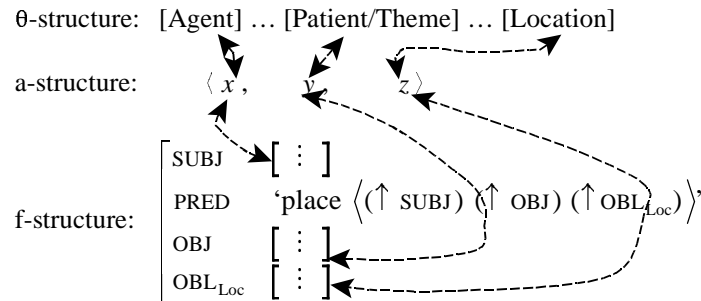 θ-structure: [Agent] … [Patient/Theme] … [Location]
a-structure: ⟨ x , y , z ⟩
SUBJ [ ⋮ ]
f-structure: PRED ‘place ⟨(↑ SUBJ) (↑ OBJ) (↑ OBL_Loc)⟩’
OBJ [ ⋮ ]
OBL_Loc [ ⋮ ]